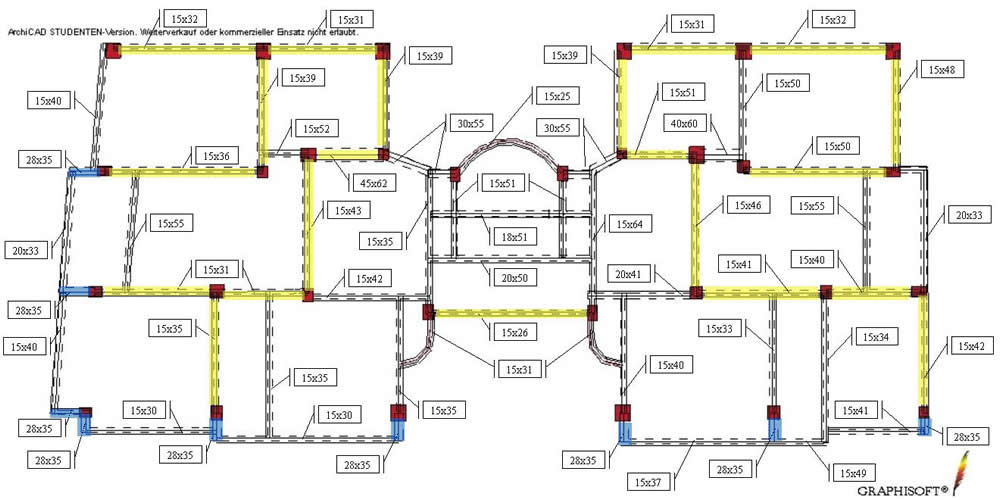 15x32
15x31
15x31
15x32
ArchiCAD STUDENTEN-Version. Weiterverkauf oder kommerzieller Einsatz nicht erlaubt.
15x39
15x39
15x39
15x48
15x40
15x25
15x51
15x50
15x52
30x55
30x55
40x60
28x35
15x36
15x50
45x62
15x51
15x43
15x46
15x55
15x55
20x33
15x64
20x33
15x35
18x51
20x50
15x31
15x42
20x41
15x41
15x40
28x35
15x35
15x26
15x33
15x34
15x40
15x42
15x31
15x40
15x35
15x30
15x30
15x35
15x41
28x35
28x35
28x35
28x35
28x35
28x35
28x35
15x37
15x49
GRAPHISOFT®